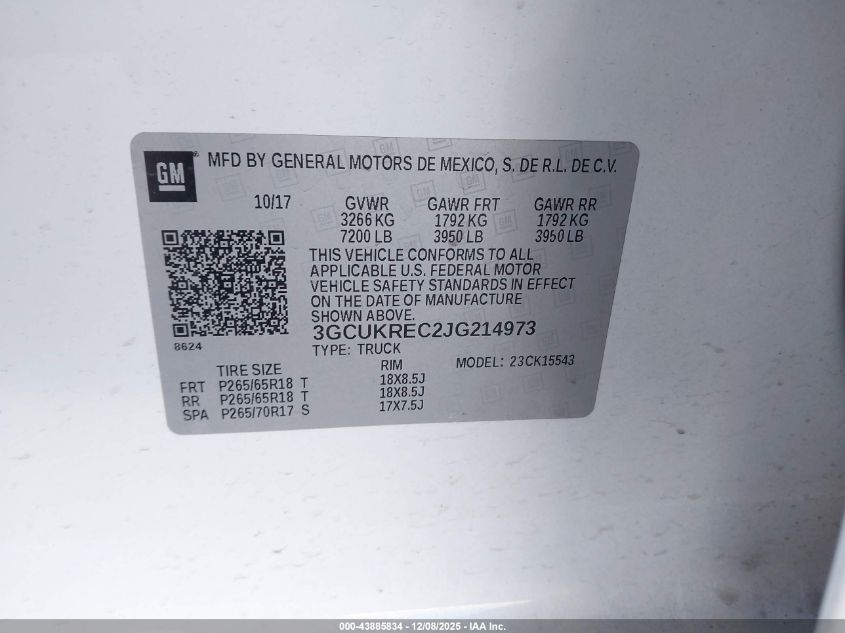 GM ® MFD BY GENERAL MOTORS DE MEXICO, S. DE R.L. DE C.V.
10/17 GVWR GAWR FRT GAWR RR
3266 KG 1792 KG 1792 KG
7200 LB 3950 LB 3950 LB
THIS VEHICLE CONFORMS TO ALL
APPLICABLE U.S. FEDERAL MOTOR
VEHICLE SAFETY STANDARDS IN EFFECT
ON THE DATE OF MANUFACTURE
SHOWN ABOVE.
8624 3GCUKREC2JG214973
TYPE: TRUCK MODEL: 23CK15543
TIRE SIZE RIM
FRT P265/65R18 T 18X8.5J
RR P265/65R18 T 18X8.5J
SPA P265/70R17 S 17X7.5J
000-43885834 - 12/08/2025 - IAA Inc.